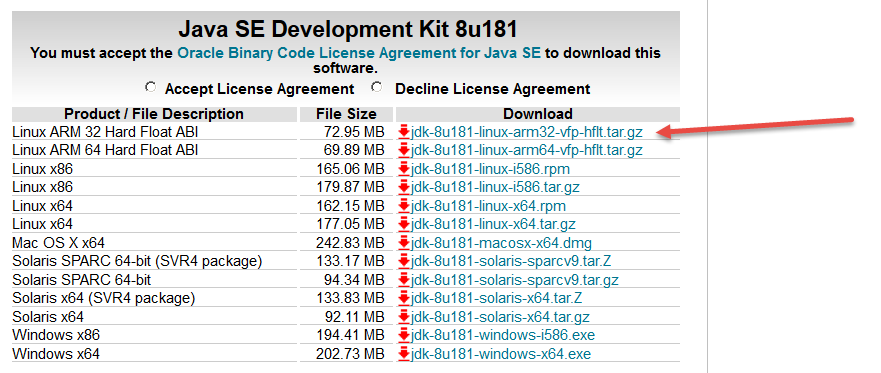 Java SE Development Kit 8u181
You must accept the Oracle Binary Code License Agreement for Java SE to download this
software.
Accept License Agreement Decline License Agreement
Product / File Description File Size Download
Linux ARM 32 Hard Float ABI 72.95 MB jdk-8u181-linux-arm32-vfp-hflt.tar.gz
Linux ARM 64 Hard Float ABI 69.89 MB jdk-8u181-linux-arm64-vfp-hflt.tar.gz
Linux x86 165.06 MB jdk-8u181-linux-i586.rpm
Linux x86 179.87 MB jdk-8u181-linux-i586.tar.gz
Linux x64 162.15 MB jdk-8u181-linux-x64.rpm
Linux x64 177.05 MB jdk-8u181-linux-x64.tar.gz
Mac OS X x64 242.83 MB jdk-8u181-macosx-x64.dmg
Solaris SPARC 64-bit (SVR4 package) 133.17 MB jdk-8u181-solaris-sparcv9.tar.Z
Solaris SPARC 64-bit 94.34 MB jdk-8u181-solaris-sparcv9.tar.gz
Solaris x64 (SVR4 package) 133.83 MB jdk-8u181-solaris-x64.tar.Z
Solaris x64 92.11 MB jdk-8u181-solaris-x64.tar.gz
Windows x86 194.41 MB jdk-8u181-windows-i586.exe
Windows x64 202.73 MB jdk-8u181-windows-x64.exe